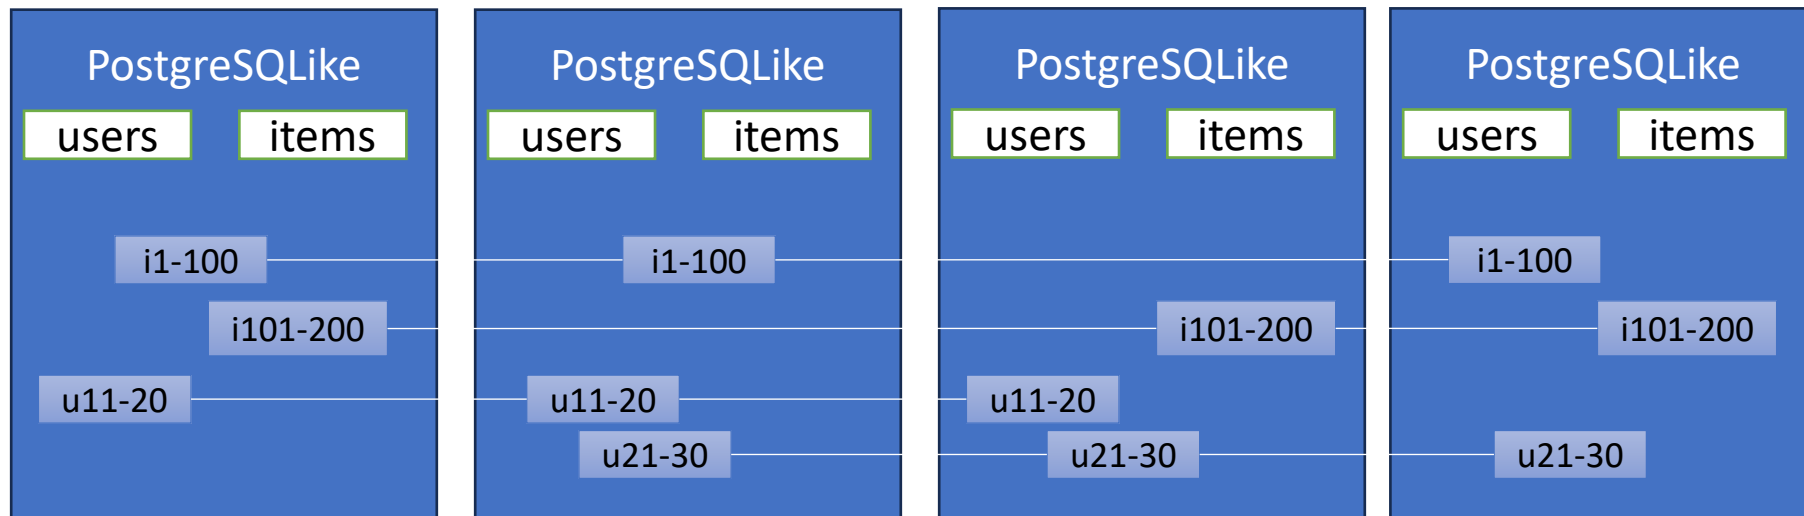 PostgreSQLike
users items
i1-100
i101-200
u11-20
PostgreSQLike
users items
i1-100
u11-20
u21-30
PostgreSQLike
users items
i101-200
u11-20
u21-30
PostgreSQLike
users items
i1-100
i101-200
u21-30